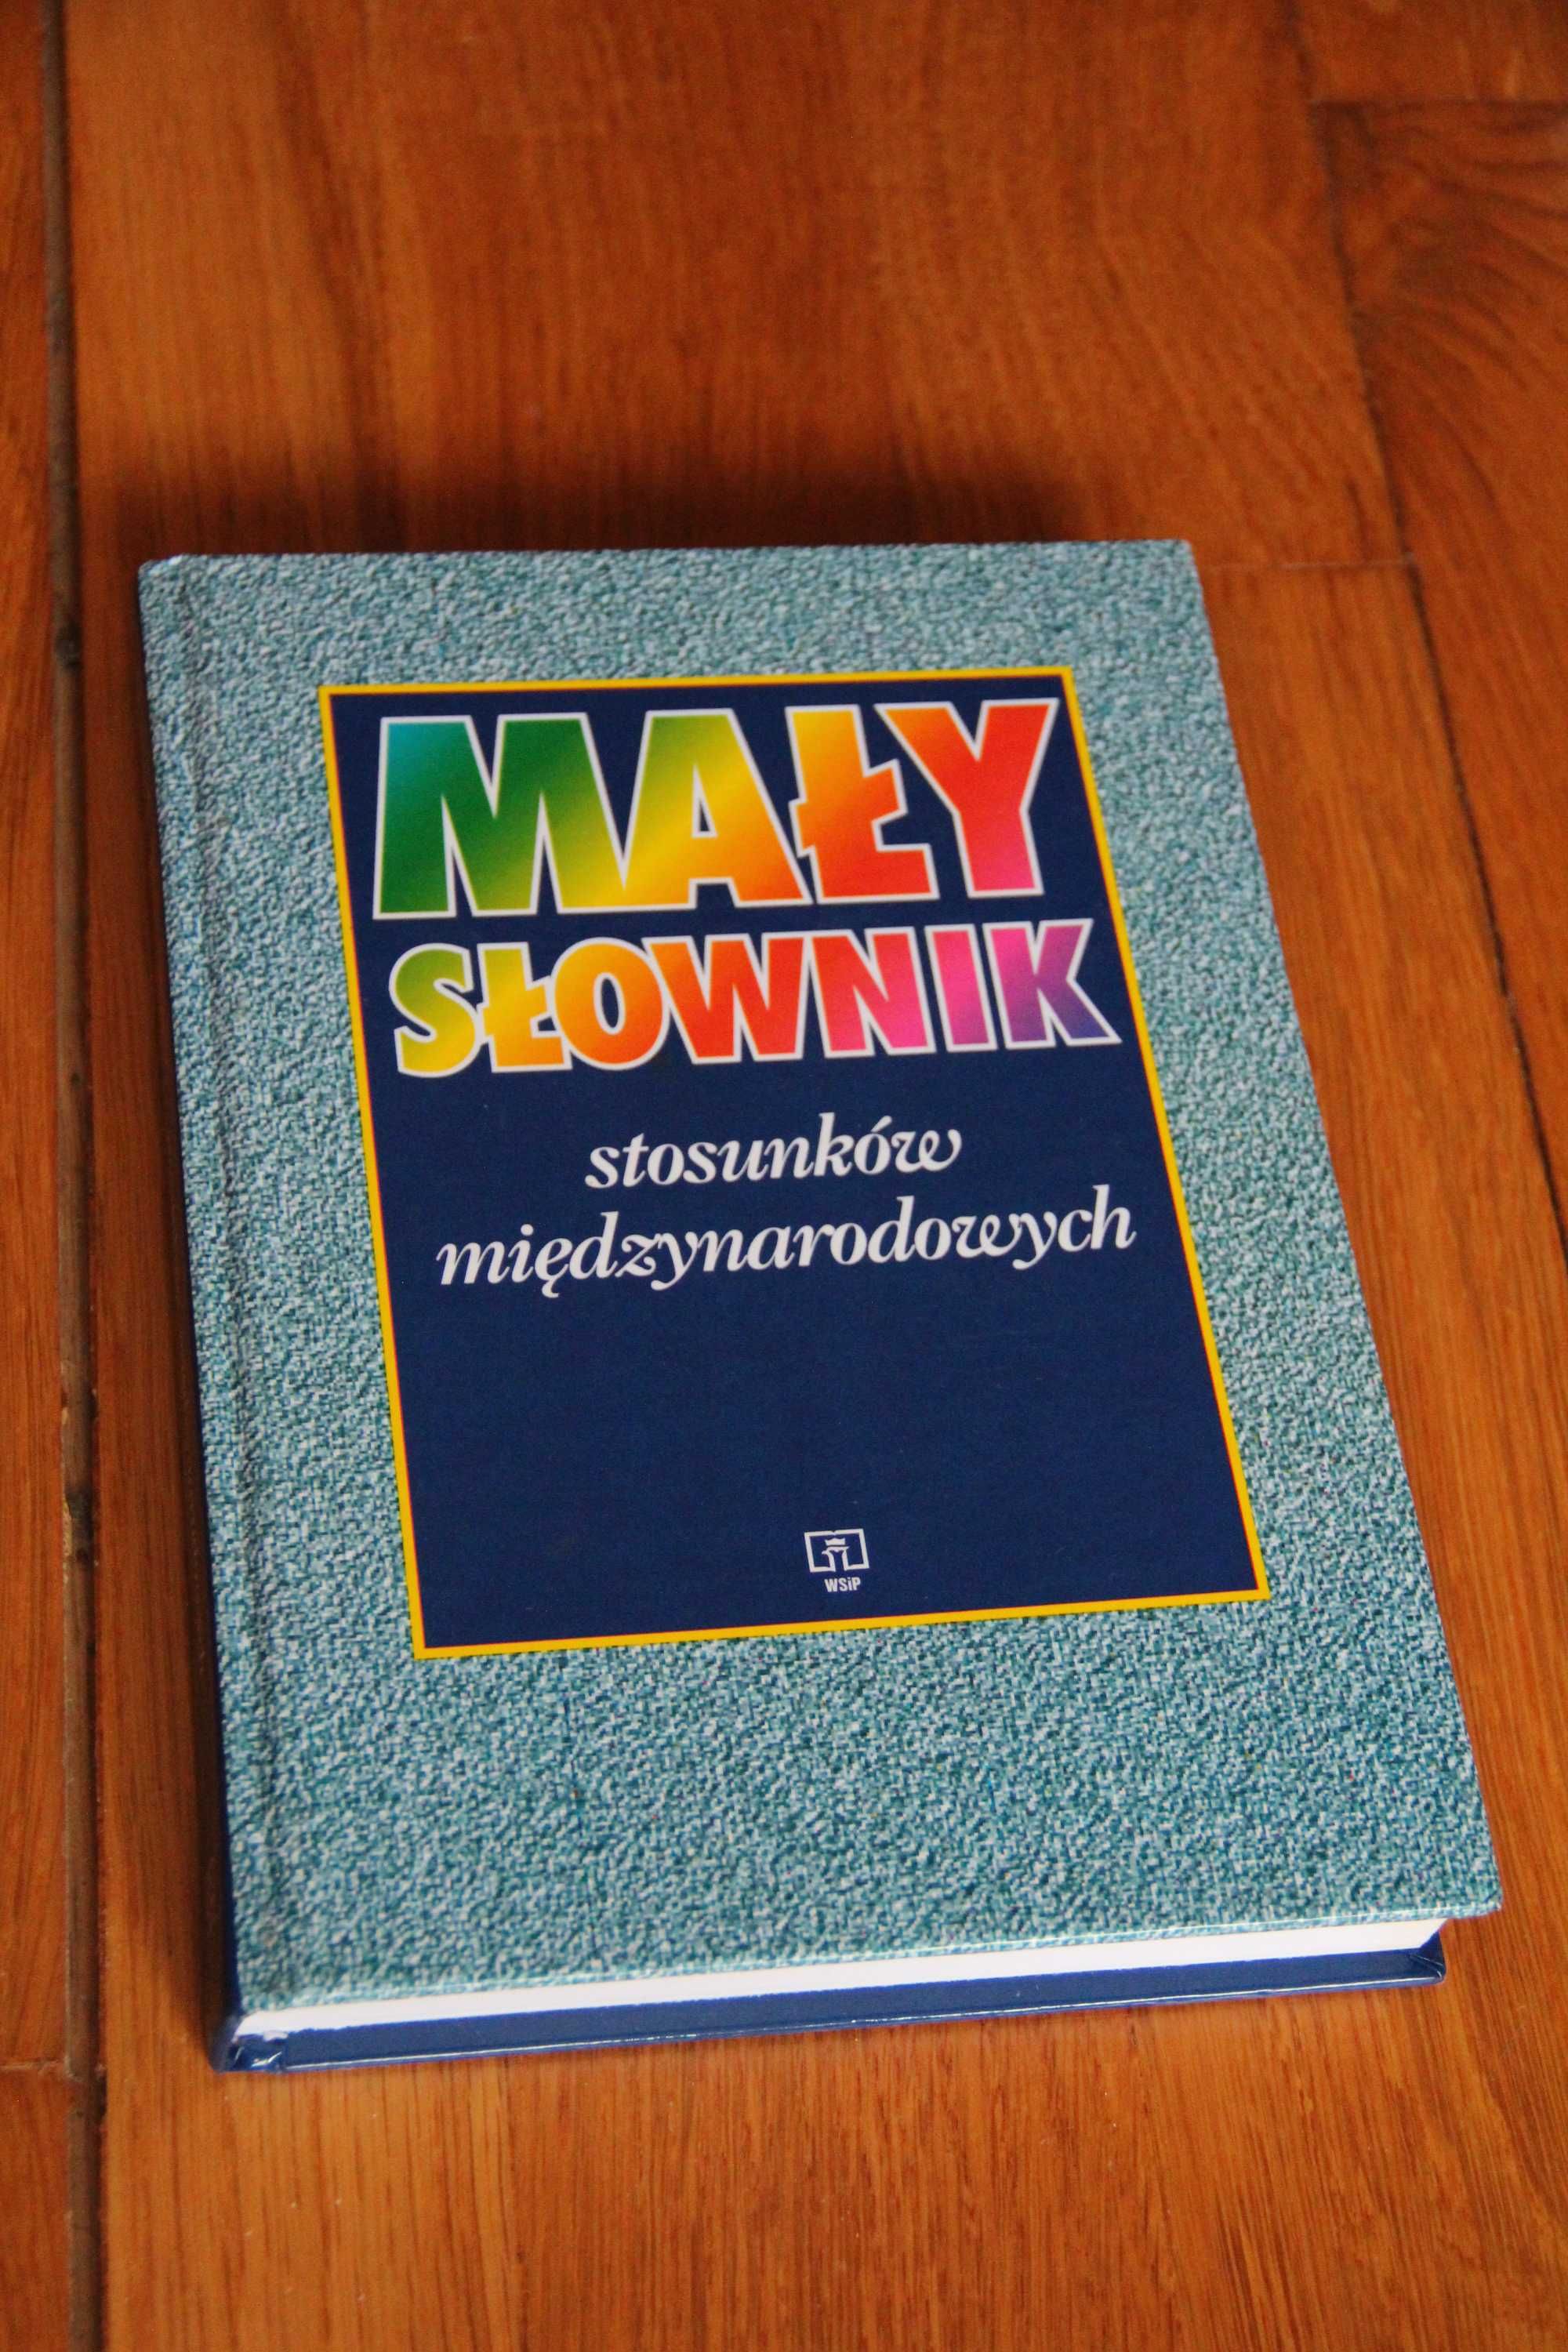 MAŁY
SŁOWNIK
stosunków
międzynarodowych
WSiP